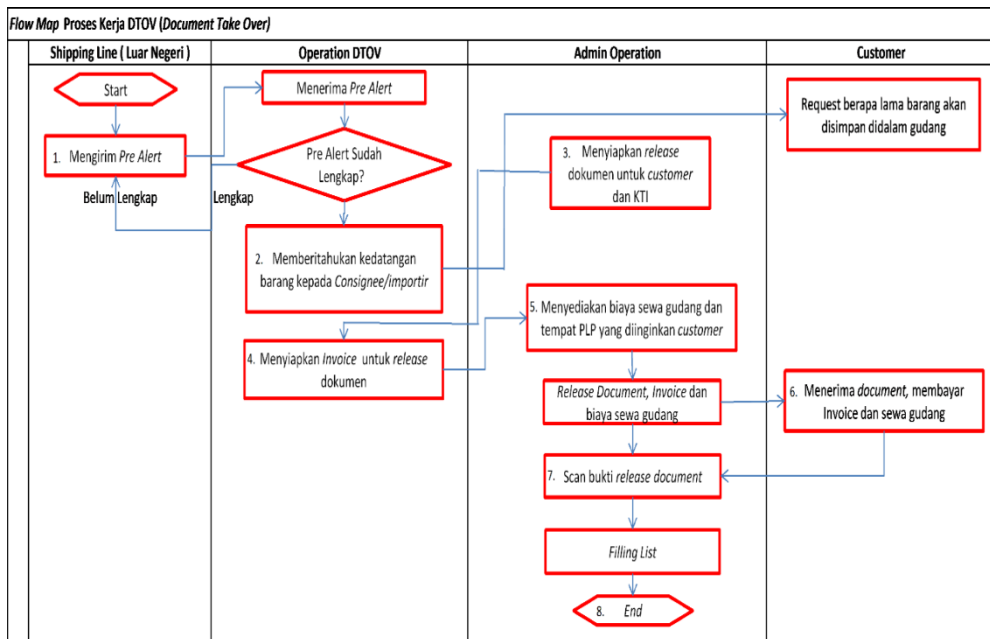 Flow Map Proses Kerja DTOV (Document Take Over)
Shipping Line ( Luar Negeri )
Operation DTOV
Admin Operation
Customer
Start
Menerima Pre Alert
Request berapa lama barang akan
disimpan didalam gudang
1. Mengirim Pre Alert
Pre Alert Sudah
Lengkap?
3. Menyiapkan release
dokumen untuk customer
dan KTI
Belum Lengkap
Lengkap
2. Memberitahukan kedatangan
barang kepada Consignee/importir
5. Menyediakan biaya sewa gudang dan
tempat PLP yang diinginkan customer
4. Menyiapkan Invoice untuk release
dokumen
Release Document, Invoice dan
biaya sewa gudang
6. Menerima document, membayar
Invoice dan sewa gudang
7. Scan bukti release document
Filling List
8. End